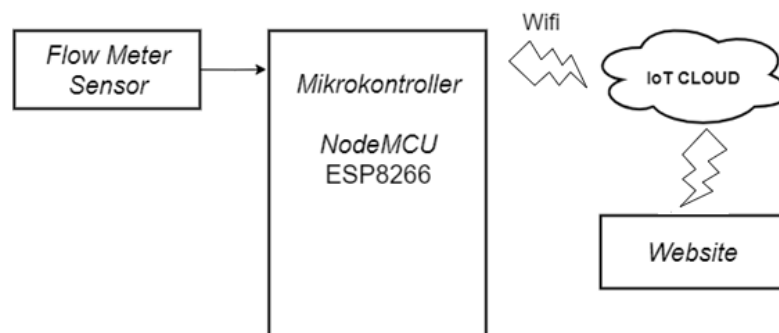 Flow Meter
Sensor
Mikrokontroller
NodeMCU
ESP8266
Wifi
IoT CLOUD
Website